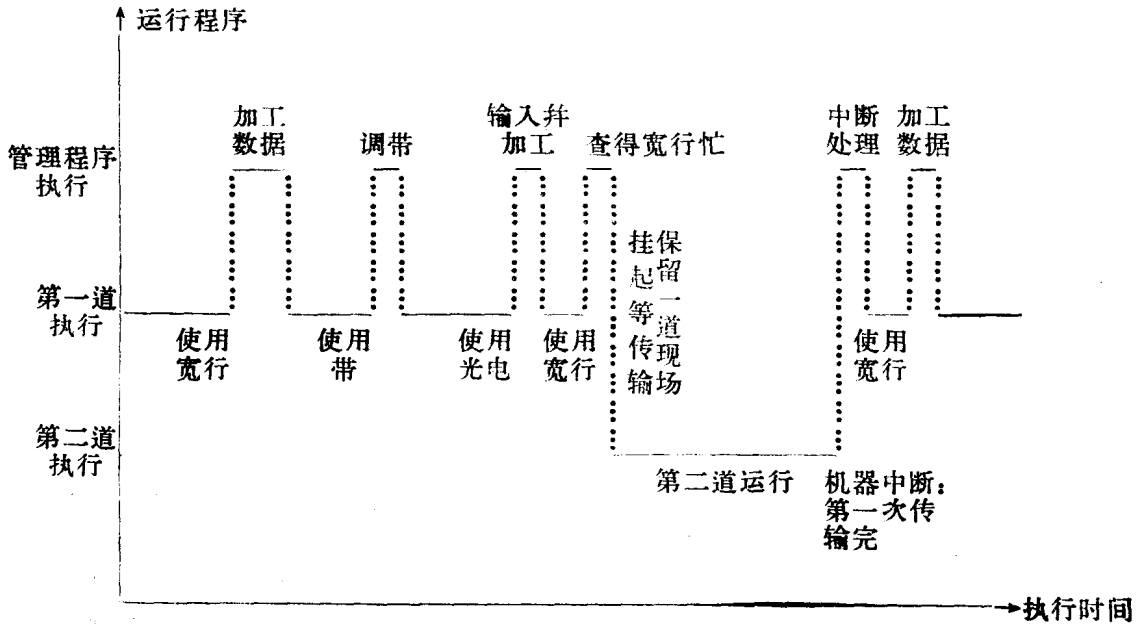 运行程序
加工
数据
调带
输入并
加工
查得宽行忙
中断
处理
加工
数据
管理程序
执行
挂起等传输
保留一道现场
第一道
执行
使用
宽行
使用
带
使用
光电
使用
宽行
使用
宽行
第二道
执行
第二道运行
机器中断：
第一次传
输完
执行时间